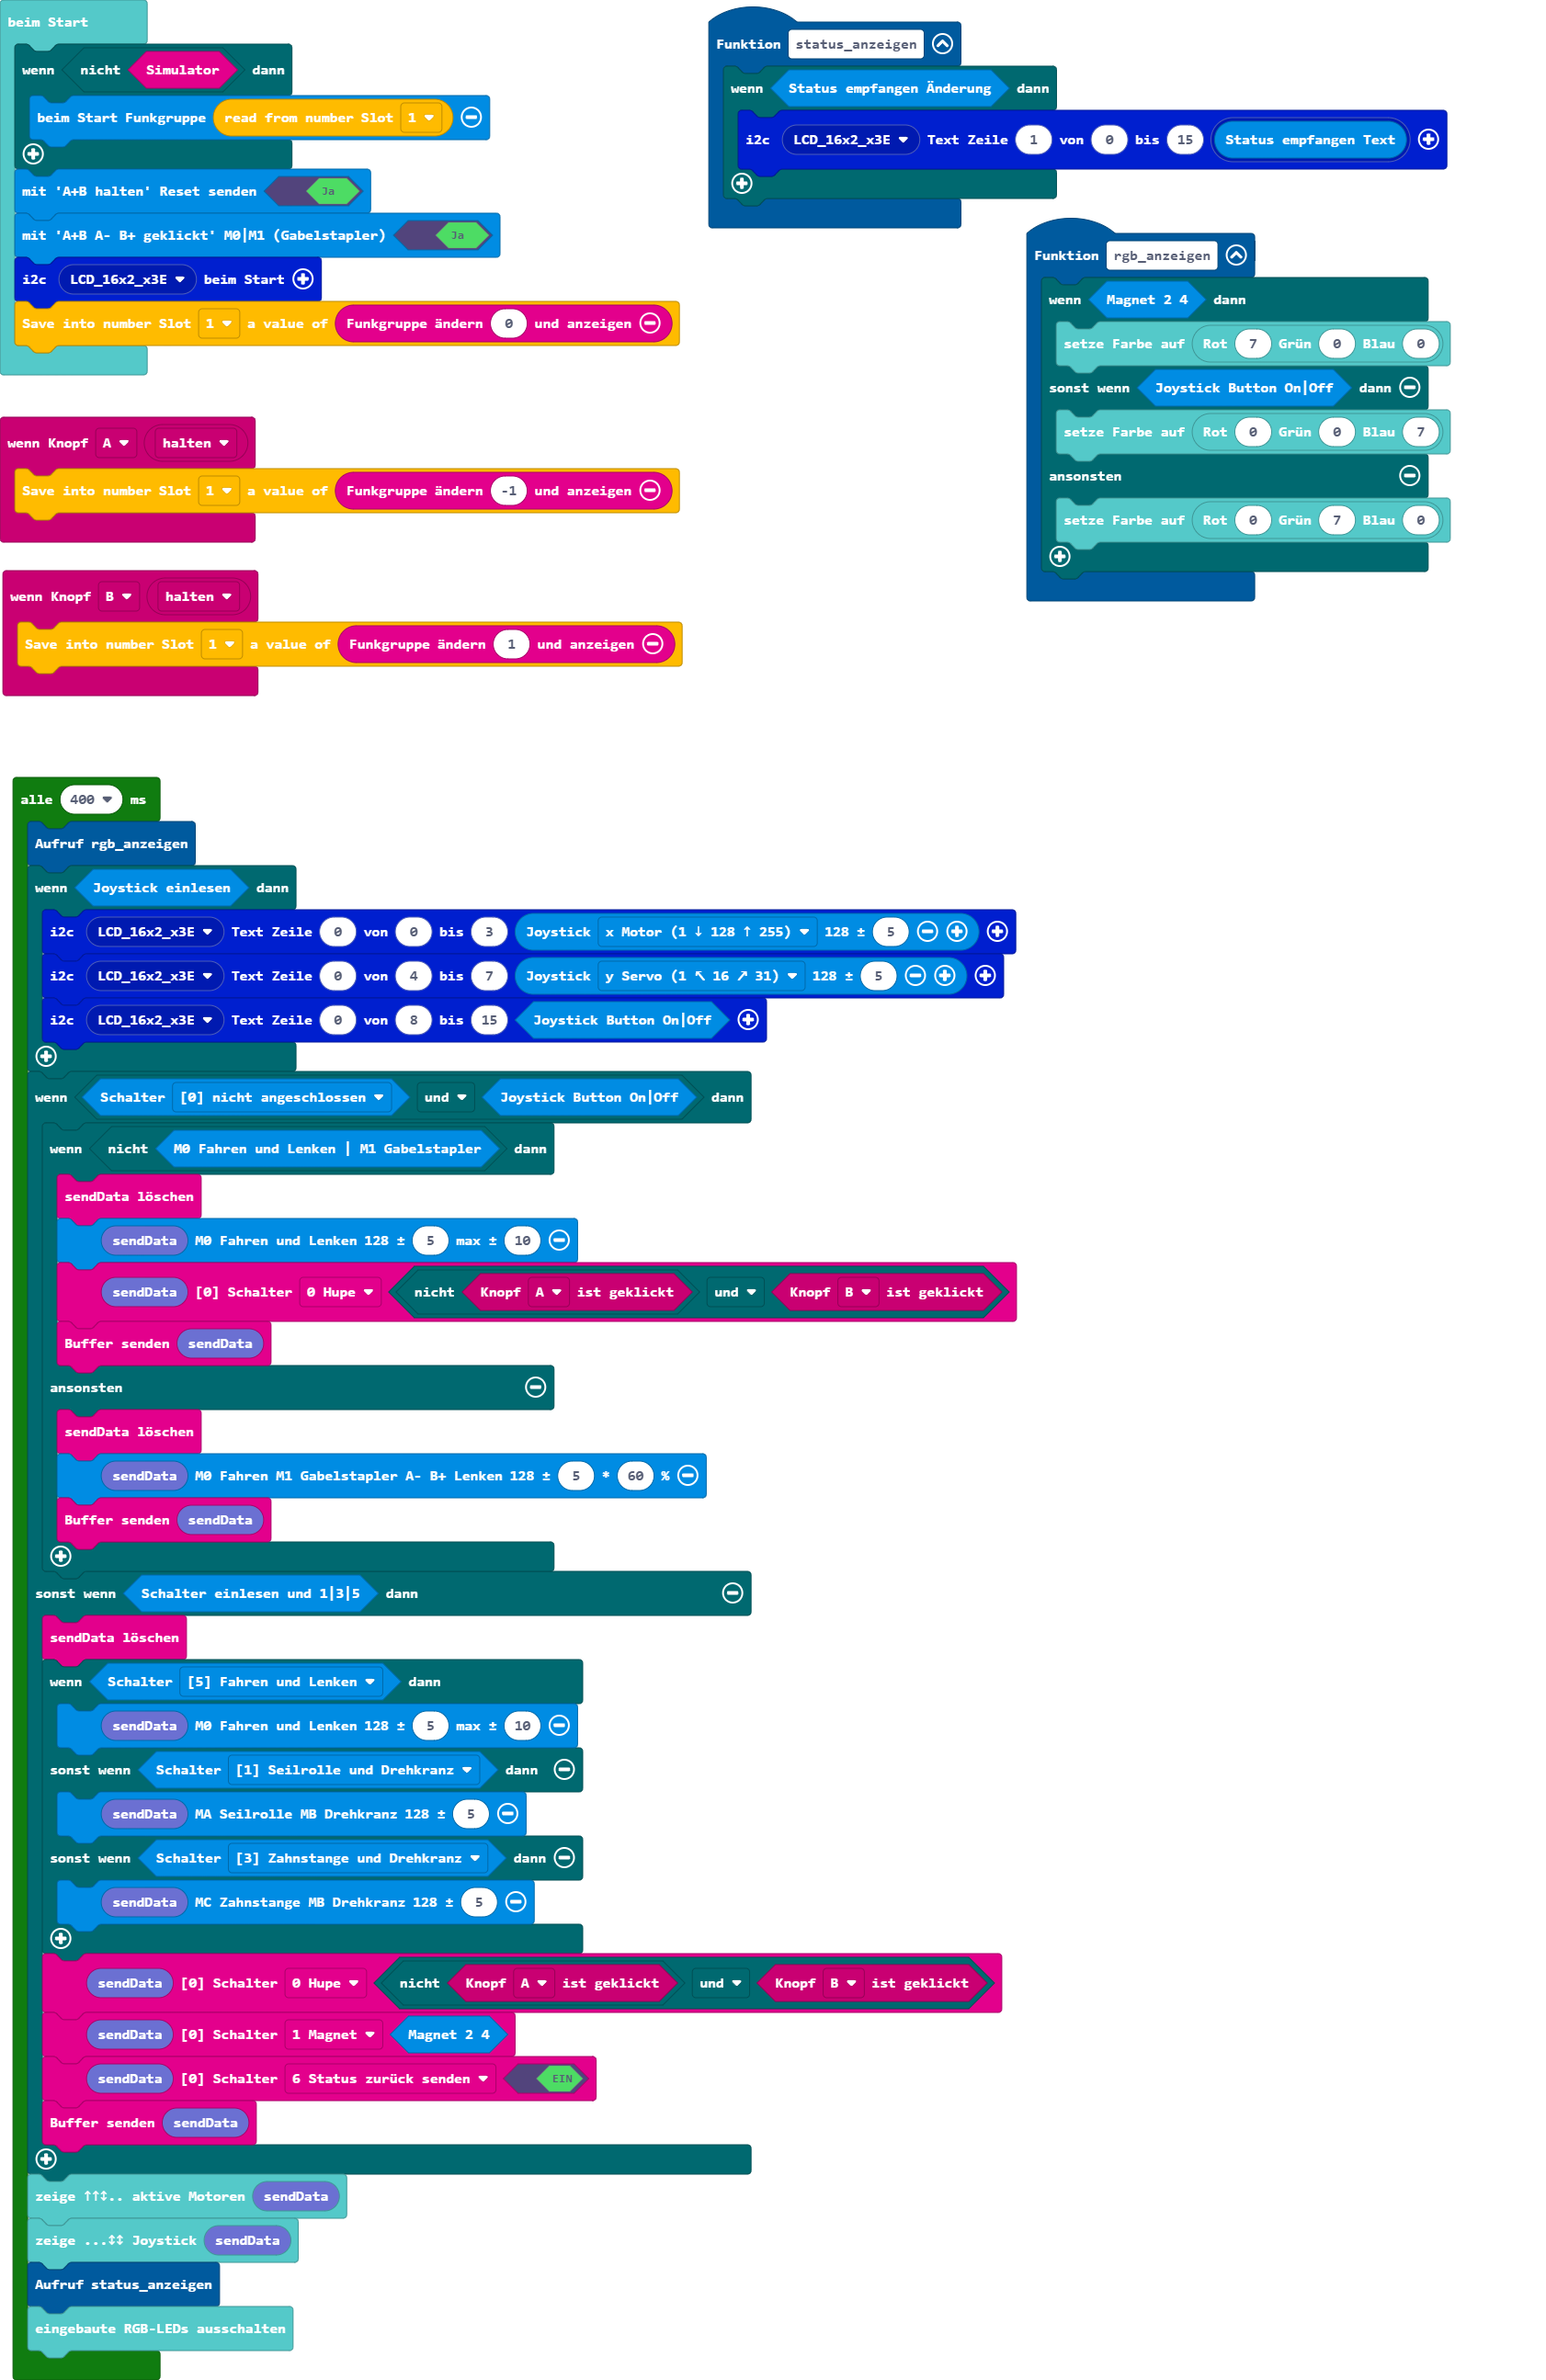 beim Start
wenn nicht Simulator dann
beim Start Funkgruppe read from number Slot 1
mit 'A+B halten' Reset senden Ja
mit 'A+B A- B+ geklickt' M0|M1 (Gabelstapler) Ja
i2c LCD_16x2_x3E beim Start
Save into number Slot 1 a value of Funkgruppe ändern 0 und anzeigen
wenn Knopf A halten
Save into number Slot 1 a value of Funkgruppe ändern -1 und anzeigen
wenn Knopf B halten
Save into number Slot 1 a value of Funkgruppe ändern 1 und anzeigen
Funktion status_anzeigen
wenn Status empfangen Änderung dann
i2c LCD_16x2_x3E Text Zeile 1 von 0 bis 15 Status empfangen Text
Funktion rgb_anzeigen
wenn Magnet 2 4 dann
setze Farbe auf Rot 7 Grün 0 Blau 0
sonst wenn Joystick Button On|Off dann
setze Farbe auf Rot 0 Grün 0 Blau 7
ansonsten
setze Farbe auf Rot 0 Grün 7 Blau 0
alle 400 ms
Aufruf rgb_anzeigen
wenn Joystick einlesen dann
i2c LCD_16x2_x3E Text Zeile 0 von 0 bis 3 Joystick x Motor (1 ↓ 128 ↑ 255) 128 ± 5
i2c LCD_16x2_x3E Text Zeile 0 von 4 bis 7 Joystick y Servo (1 ↖ 16 ↗ 31) 128 ± 5
i2c LCD_16x2_x3E Text Zeile 0 von 8 bis 15 Joystick Button On|Off
wenn Schalter [0] nicht angeschlossen und Joystick Button On|Off dann
wenn nicht M0 Fahren und Lenken | M1 Gabelstapler dann
sendData löschen
sendData M0 Fahren und Lenken 128 ± 5 max ± 10
sendData [0] Schalter 0 Hupe nicht Knopf A ist geklickt und Knopf B ist geklickt
Buffer senden sendData
ansonsten
sendData löschen
sendData M0 Fahren M1 Gabelstapler A- B+ Lenken 128 ± 5 * 60 %
Buffer senden sendData
sonst wenn Schalter einlesen und 1|3|5 dann
sendData löschen
wenn Schalter [5] Fahren und Lenken dann
sendData M0 Fahren und Lenken 128 ± 5 max ± 10
sonst wenn Schalter [1] Seilrolle und Drehkranz dann
sendData MA Seilrolle MB Drehkranz 128 ± 5
sonst wenn Schalter [3] Zahnstange und Drehkranz dann
sendData MC Zahnstange MB Drehkranz 128 ± 5
sendData [0] Schalter 0 Hupe nicht Knopf A ist geklickt und Knopf B ist geklickt
sendData [0] Schalter 1 Magnet Magnet 2 4
sendData [0] Schalter 6 Status zurück senden EIN
Buffer senden sendData
zeige ↑↑↕.. aktive Motoren sendData
zeige ...↕↕ Joystick sendData
Aufruf status_anzeigen
eingebaute RGB-LEDs ausschalten